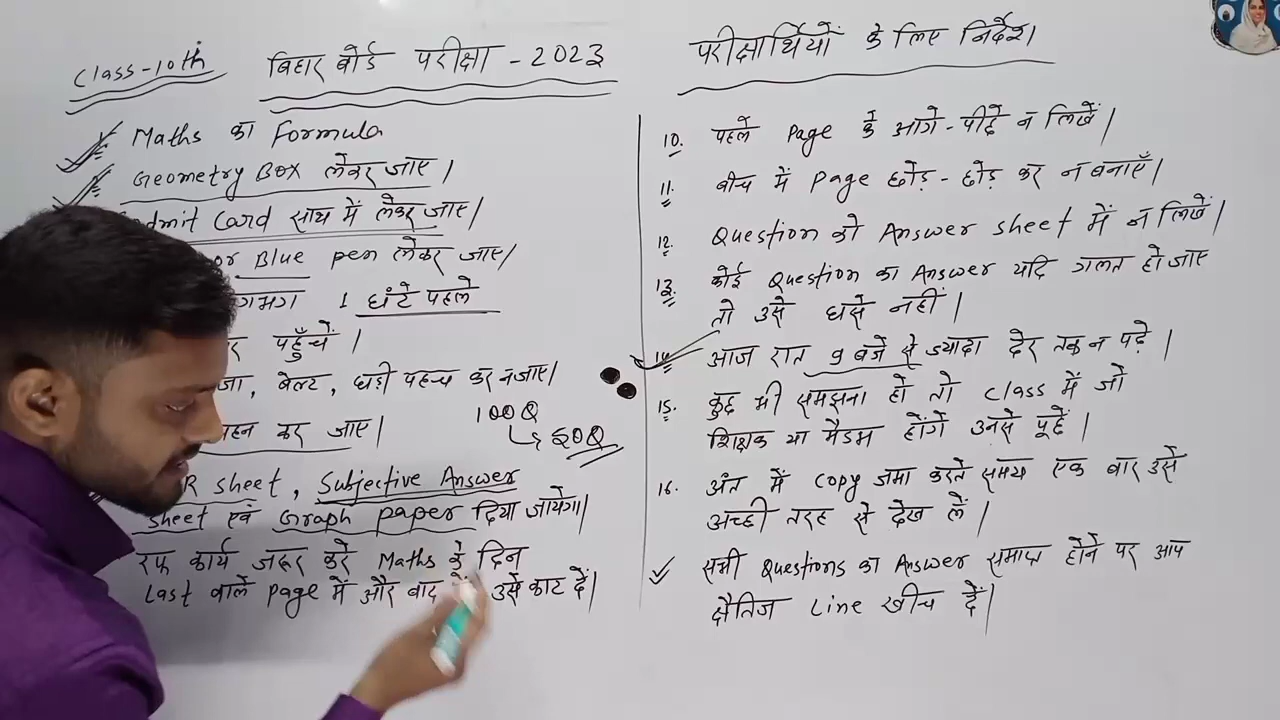 Class-10th बिहार बोर्ड परीक्षा - 2023
Maths का Formula
Geometry Box लेकर जाए।
Admit Card साथ में लेकर जाए।
or Blue pen लेकर जाए।
1 घंटे पहले
पहुँचें।
बेल्ट, घड़ी पहन कर न जाए।
100Q
50Q
पहन कर जाए।
sheet, Subjective Answer
sheet एवं Graph paper दिया जायेगा।
रफ कार्य जरूर करे Maths के दिन
Last वाले page में और बाद में उसे काट दें।
परीक्षार्थियों के लिए निर्देश।
10. पहले Page के आगे-पीछे न लिखें।
11. बीच में Page छोड़-छोड़ कर न बनाएँ।
12. Question को Answer sheet में न लिखें।
13. कोई Question का Answer यदि गलत हो जाए
तो उसे घसे नहीं।
14. आज रात 9 बजे से ज्यादा देर तक न पढ़े।
15. कुछ भी समझना हो तो Class में जो
शिक्षक या मैडम होंगे उनसे पूछें।
16. अंत में Copy जमा करते समय एक बार उसे
अच्छी तरह से देख लें।
सभी Questions का Answer समाप्त होने पर आप
क्षैतिज Line खींच दें।